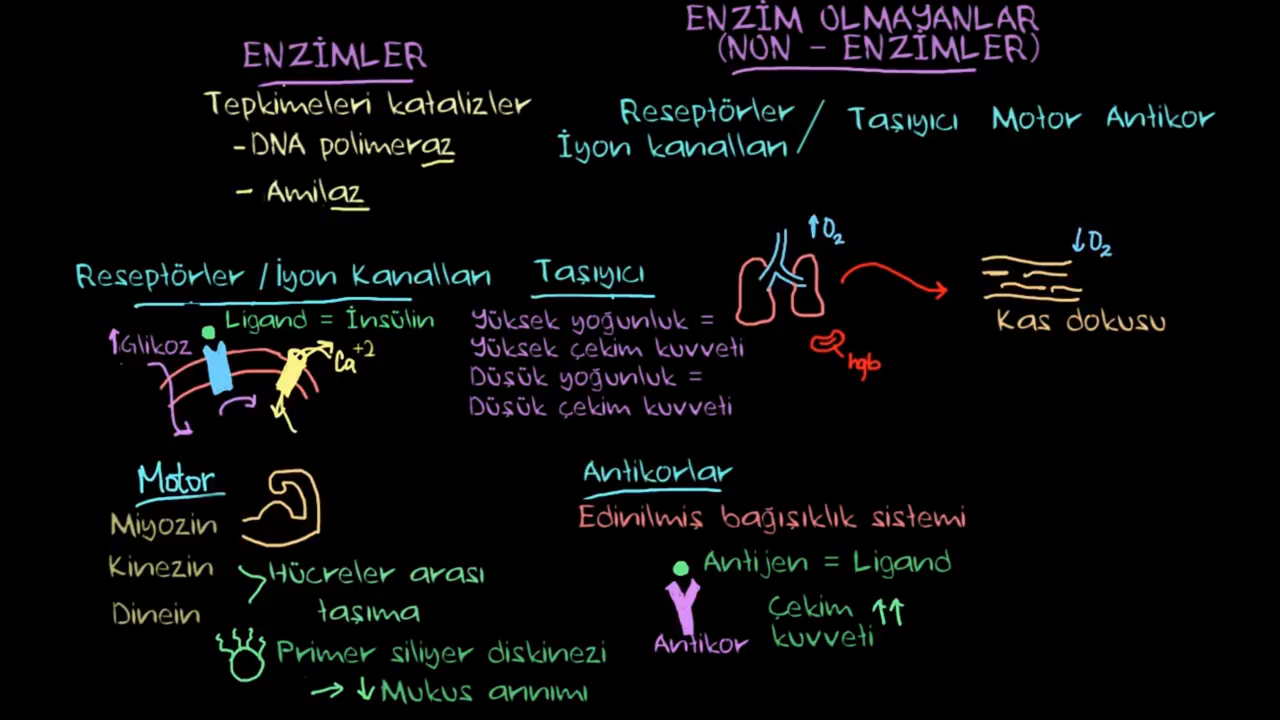 ENZİMLER
Tepkimeleri katalizler
- DNA polimeraz
- Amilaz
ENZİM OLMAYANLAR
(NON - ENZİMLER)
Reseptörler /
İyon kanalları /
Taşıyıcı Motor Antikor
Reseptörler / İyon Kanalları
Ligand = İnsülin
↑Glikoz
Ca+2
Taşıyıcı
Yüksek yoğunluk =
Yüksek çekim kuvveti
Düşük yoğunluk =
Düşük çekim kuvveti
↑O2
hgb
↓O2
Kas dokusu
Motor
Miyozin
Kinezin
Dinein
Hücreler arası
taşıma
Primer siliyer diskinezi
→ ↓Mukus arınımı
Antikorlar
Edinilmiş bağışıklık sistemi
Antijen = Ligand
Çekim ↑↑
kuvveti
Antikor